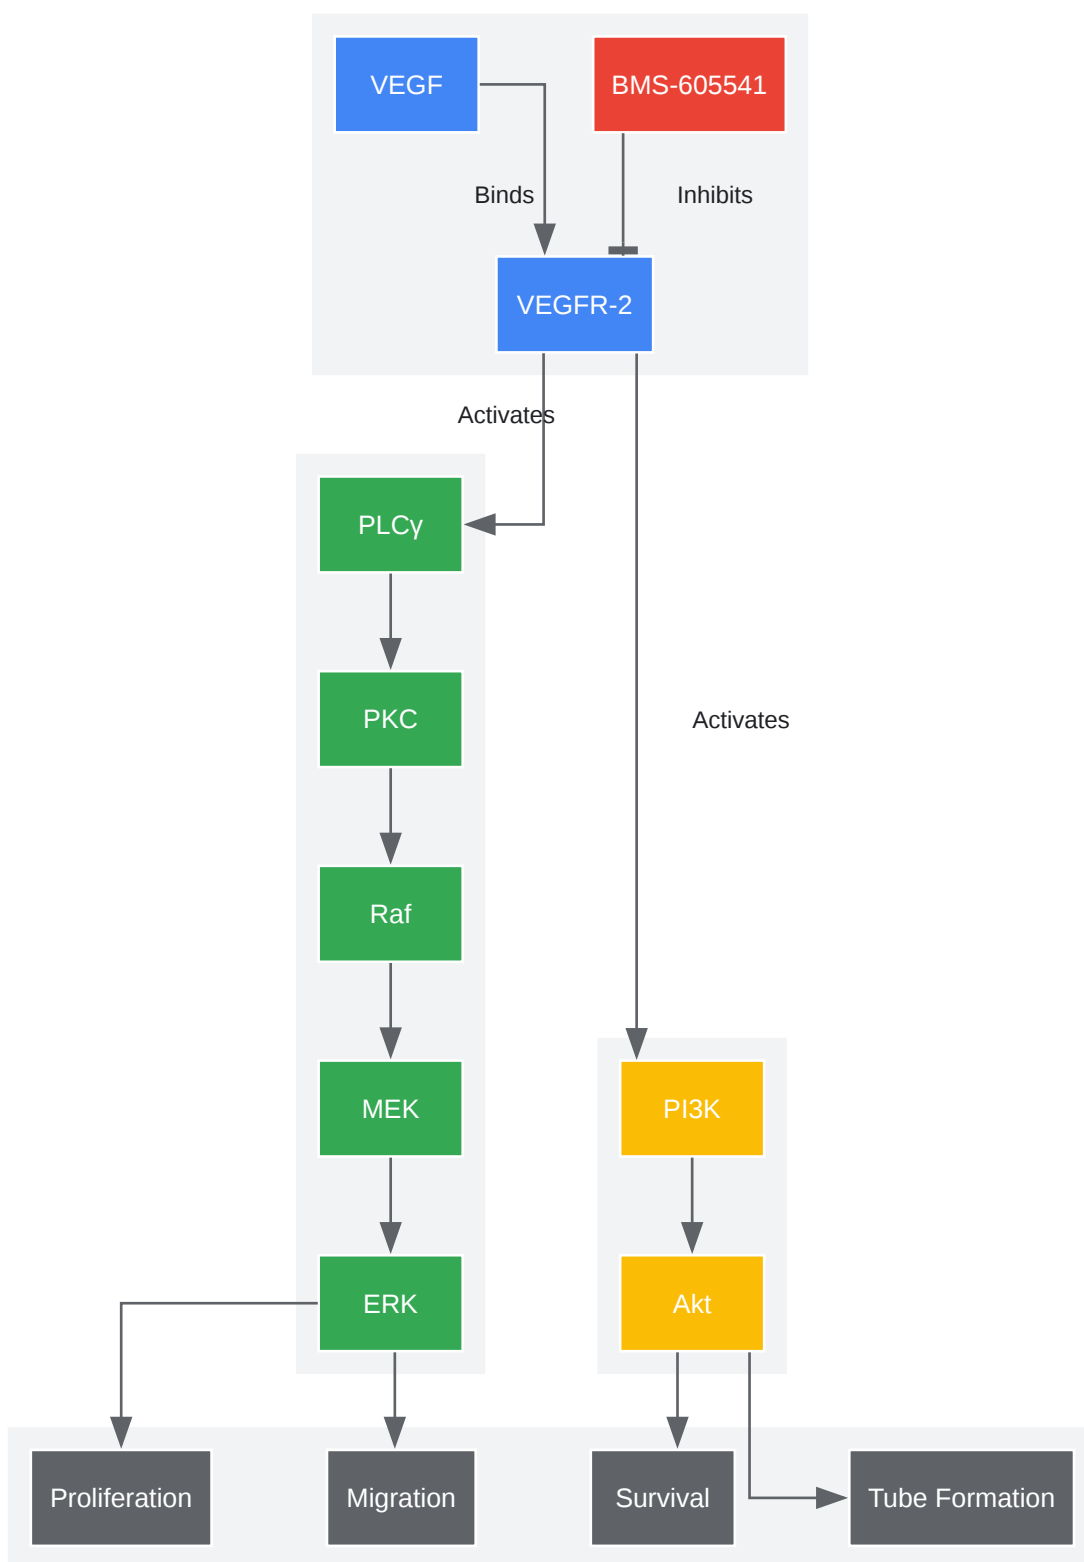 VEGF
BMS-605541
Binds
Inhibits
VEGFR-2
Activates
PLCγ
PKC
Activates
Raf
MEK
PI3K
ERK
Akt
Proliferation
Migration
Survival
Tube Formation